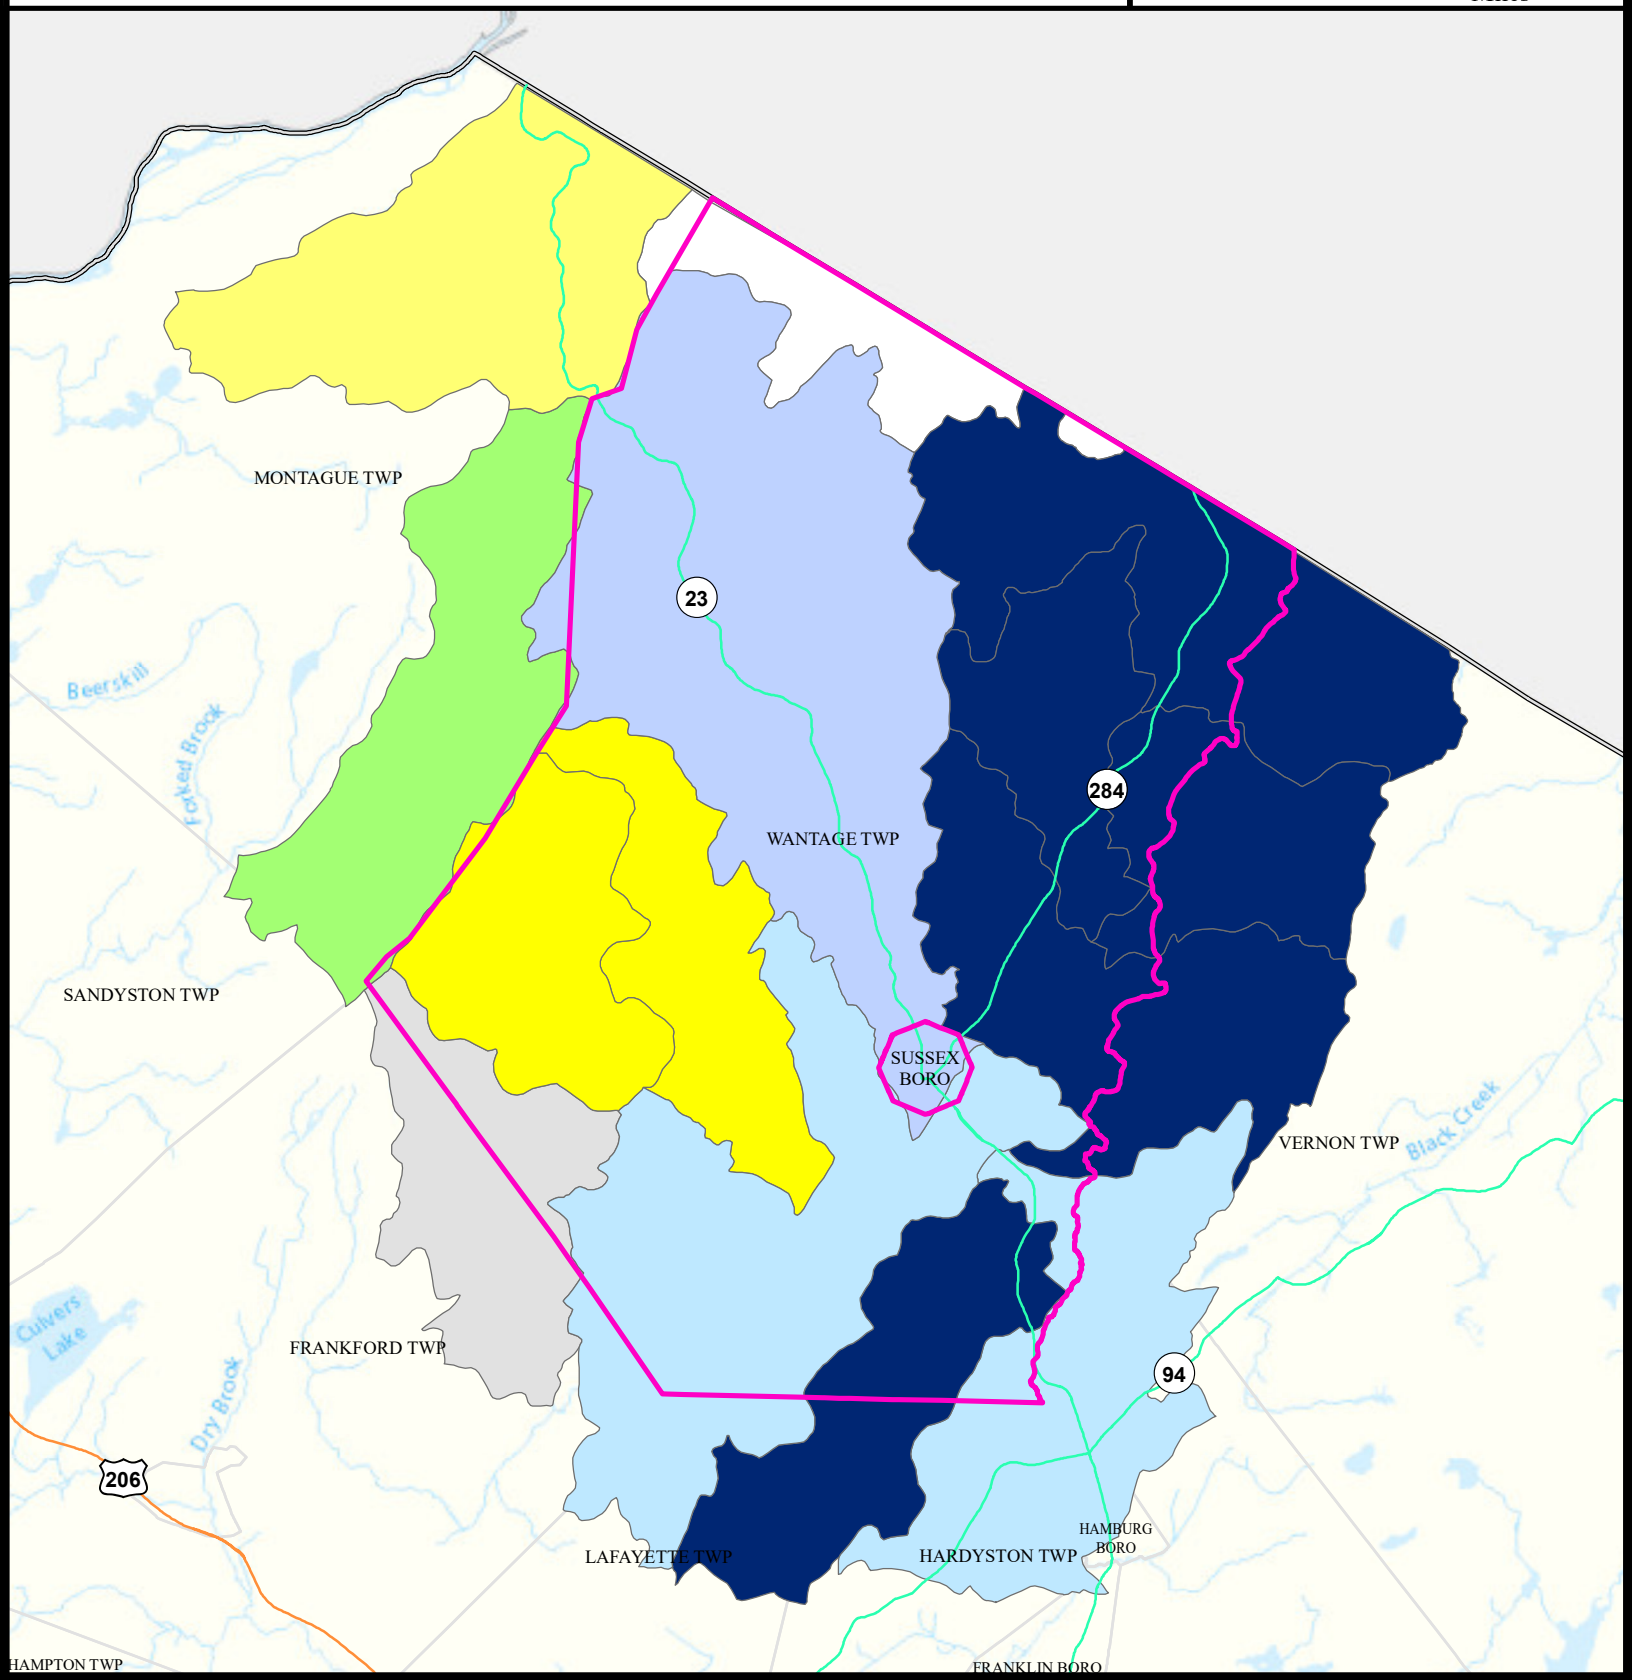 MONTAGUE TWP
23
Beerskill
Forked Brook
284
WANTAGE TWP
SANDYSTON TWP
SUSSEX
BORO
Black Creek
VERNON TWP
Culvers
Lake
FRANKFORD TWP
Dry Brook
94
206
HAMBURG
BORO
LAFAYETTE TWP
HARDYSTON TWP
HAMPTON TWP
FRANKLIN BORO